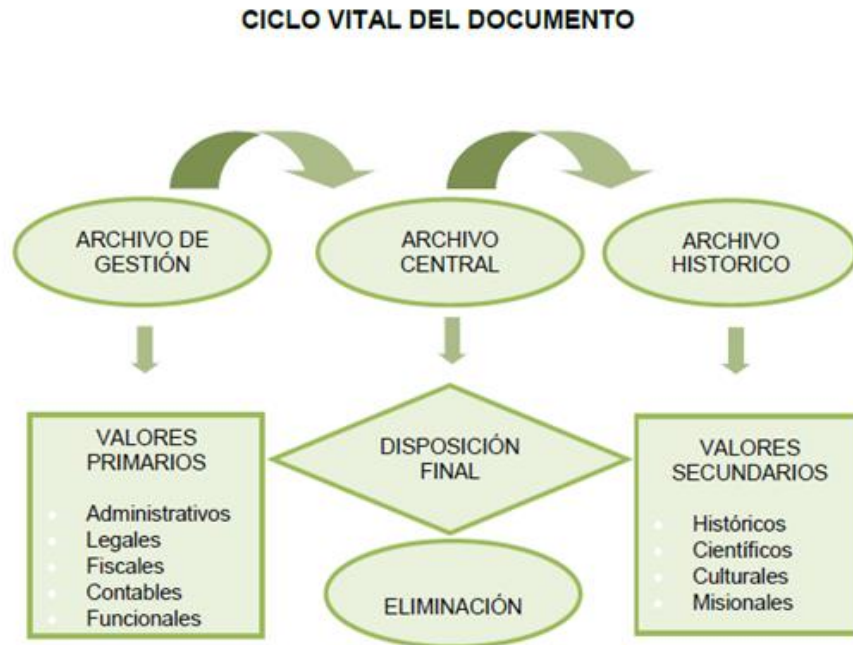 CICLO VITAL DEL DOCUMENTO
ARCHIVO DE
GESTIÓN
ARCHIVO
CENTRAL
ARCHIVO
HISTORICO
VALORES
PRIMARIOS
Administrativos
Legales
Fiscales
Contables
Funcionales
DISPOSICIÓN
FINAL
ELIMINACIÓN
VALORES
SECUNDARIOS
Históricos
Científicos
Culturales
Misionales